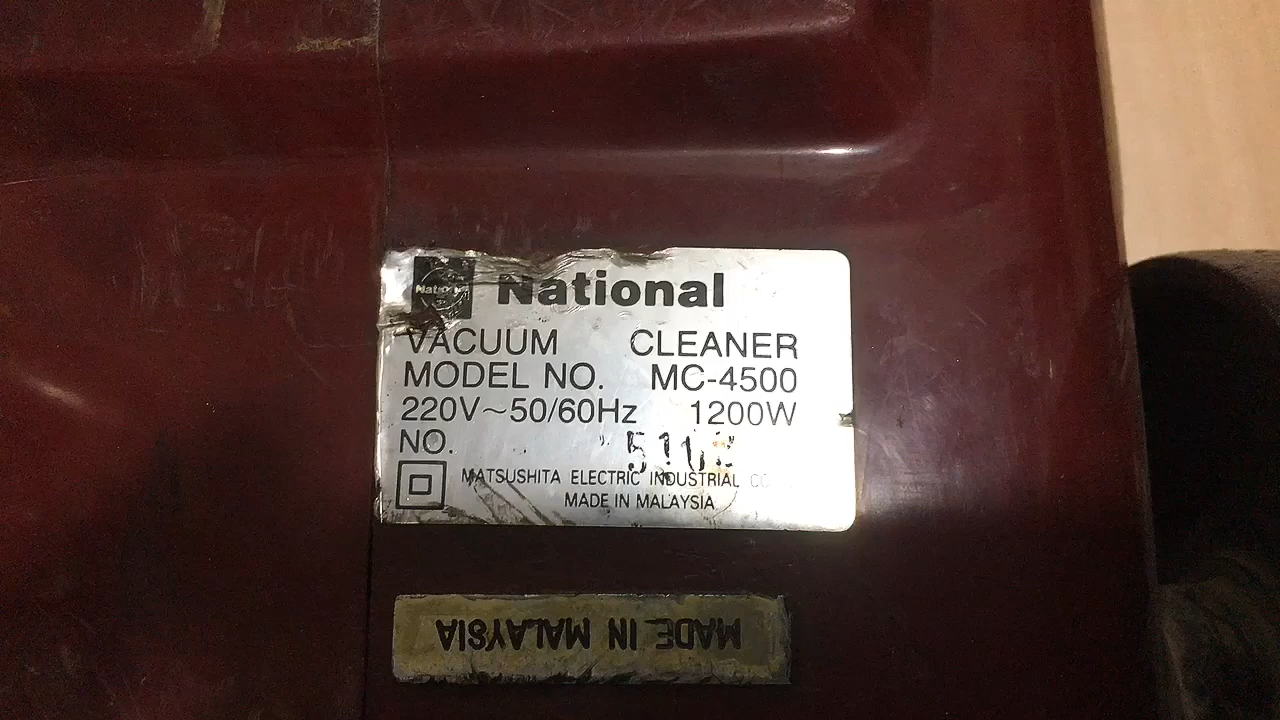 National
National
VACUUM CLEANER
MODEL NO. MC-4500
220V~50/60Hz 1200W
NO.
MATSUSHITA ELECTRIC INDUSTRIAL
MADE IN MALAYSIA
MADE IN MALAYSIA